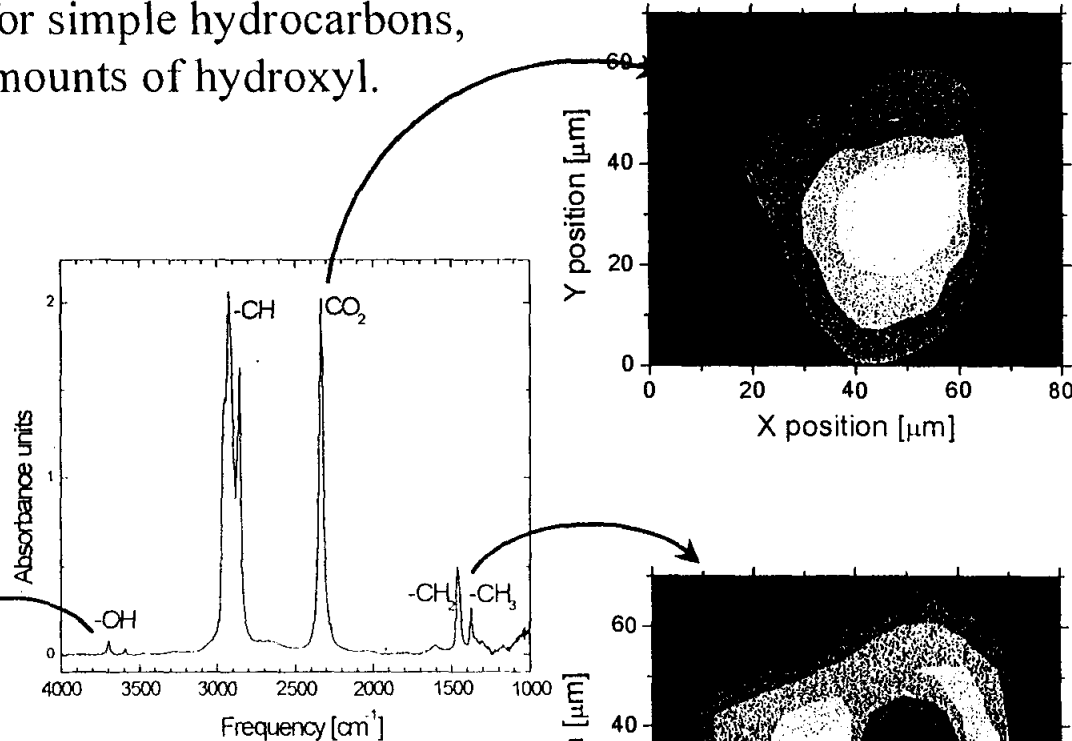 or simple hydrocarbons,
mounts of hydroxyl.
60
40
20
0
Y position [μm]
0 20 40 60 80
X position [μm]
2
1
0
Absorbance units
-CH
CO2
-OH
-CH2
-CH3
4000 3500 3000 2500 2000 1500 1000
Frequency [cm-1]
60
40
[μm]